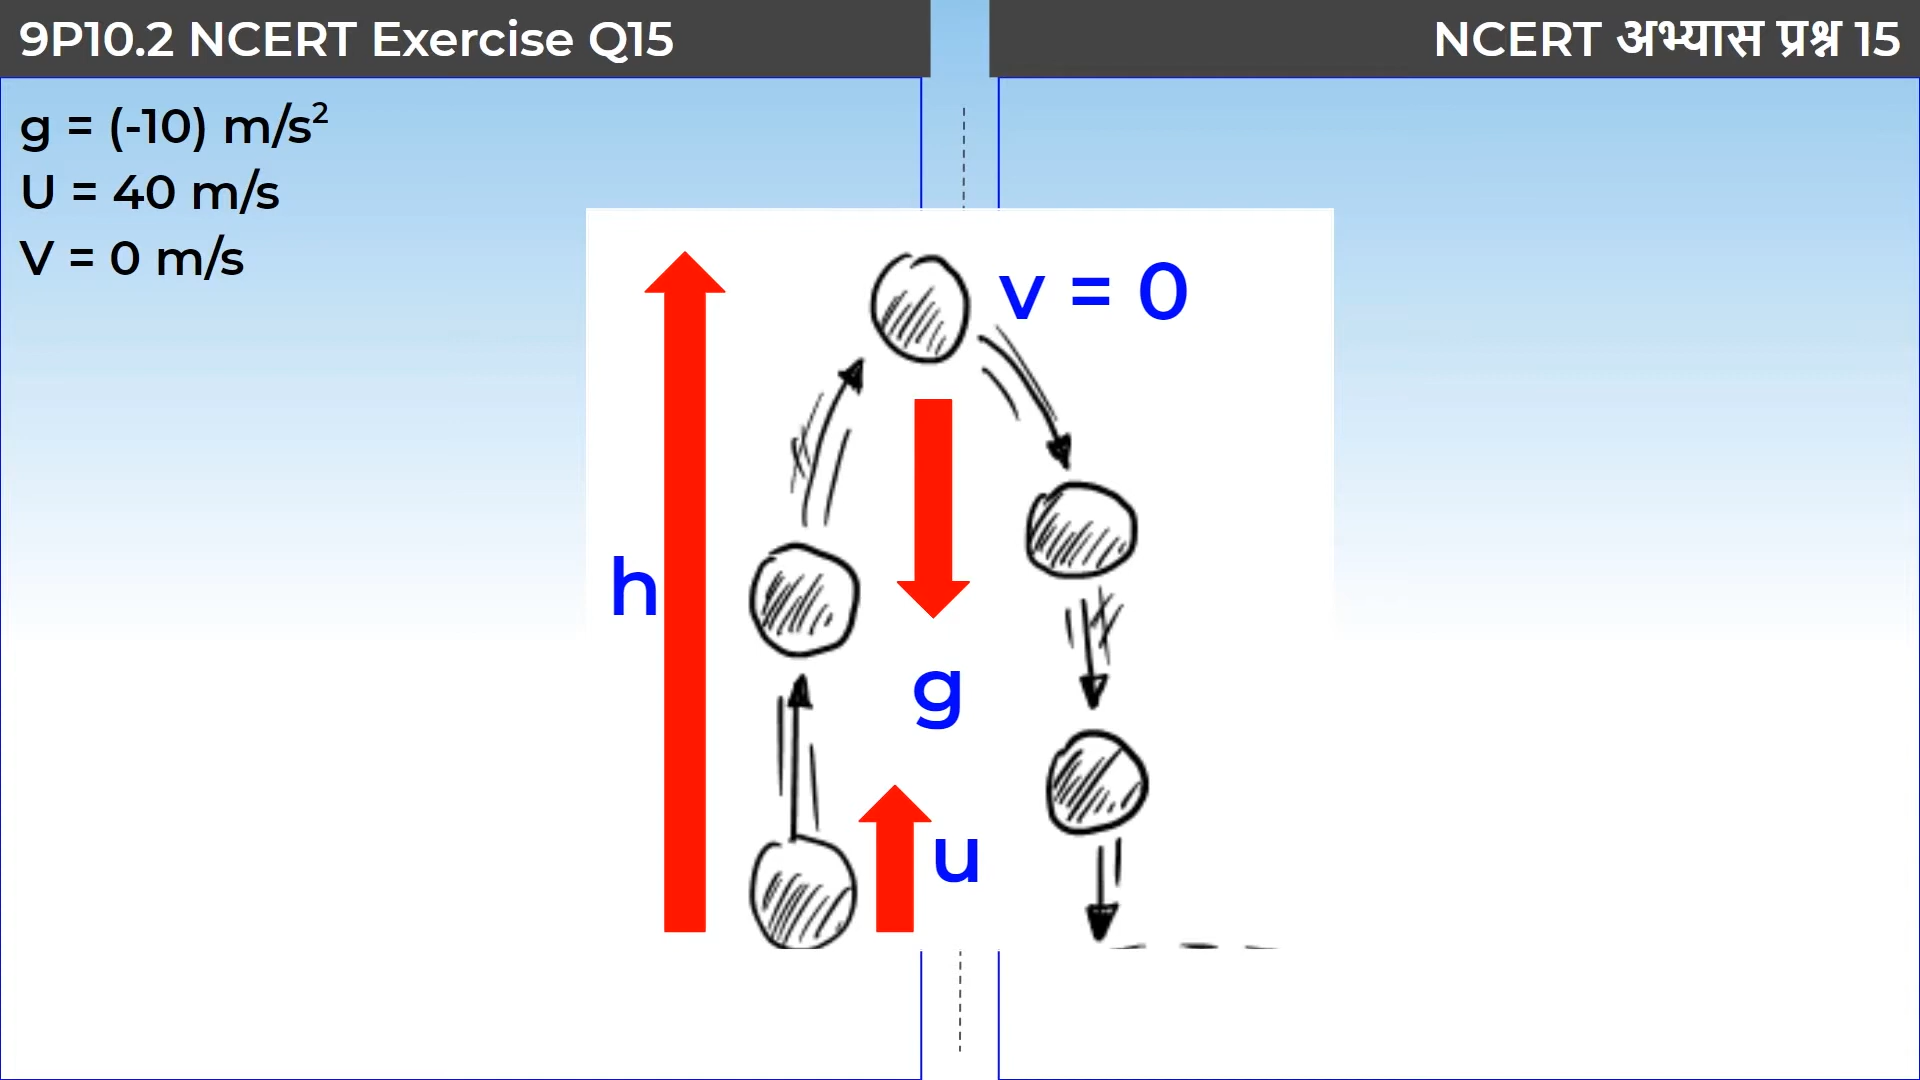 9P10.2 NCERT Exercise Q15
NCERT अभ्यास प्रश्न 15
g = (-10) m/s²
U = 40 m/s
V = 0 m/s
v = 0
h
g
u